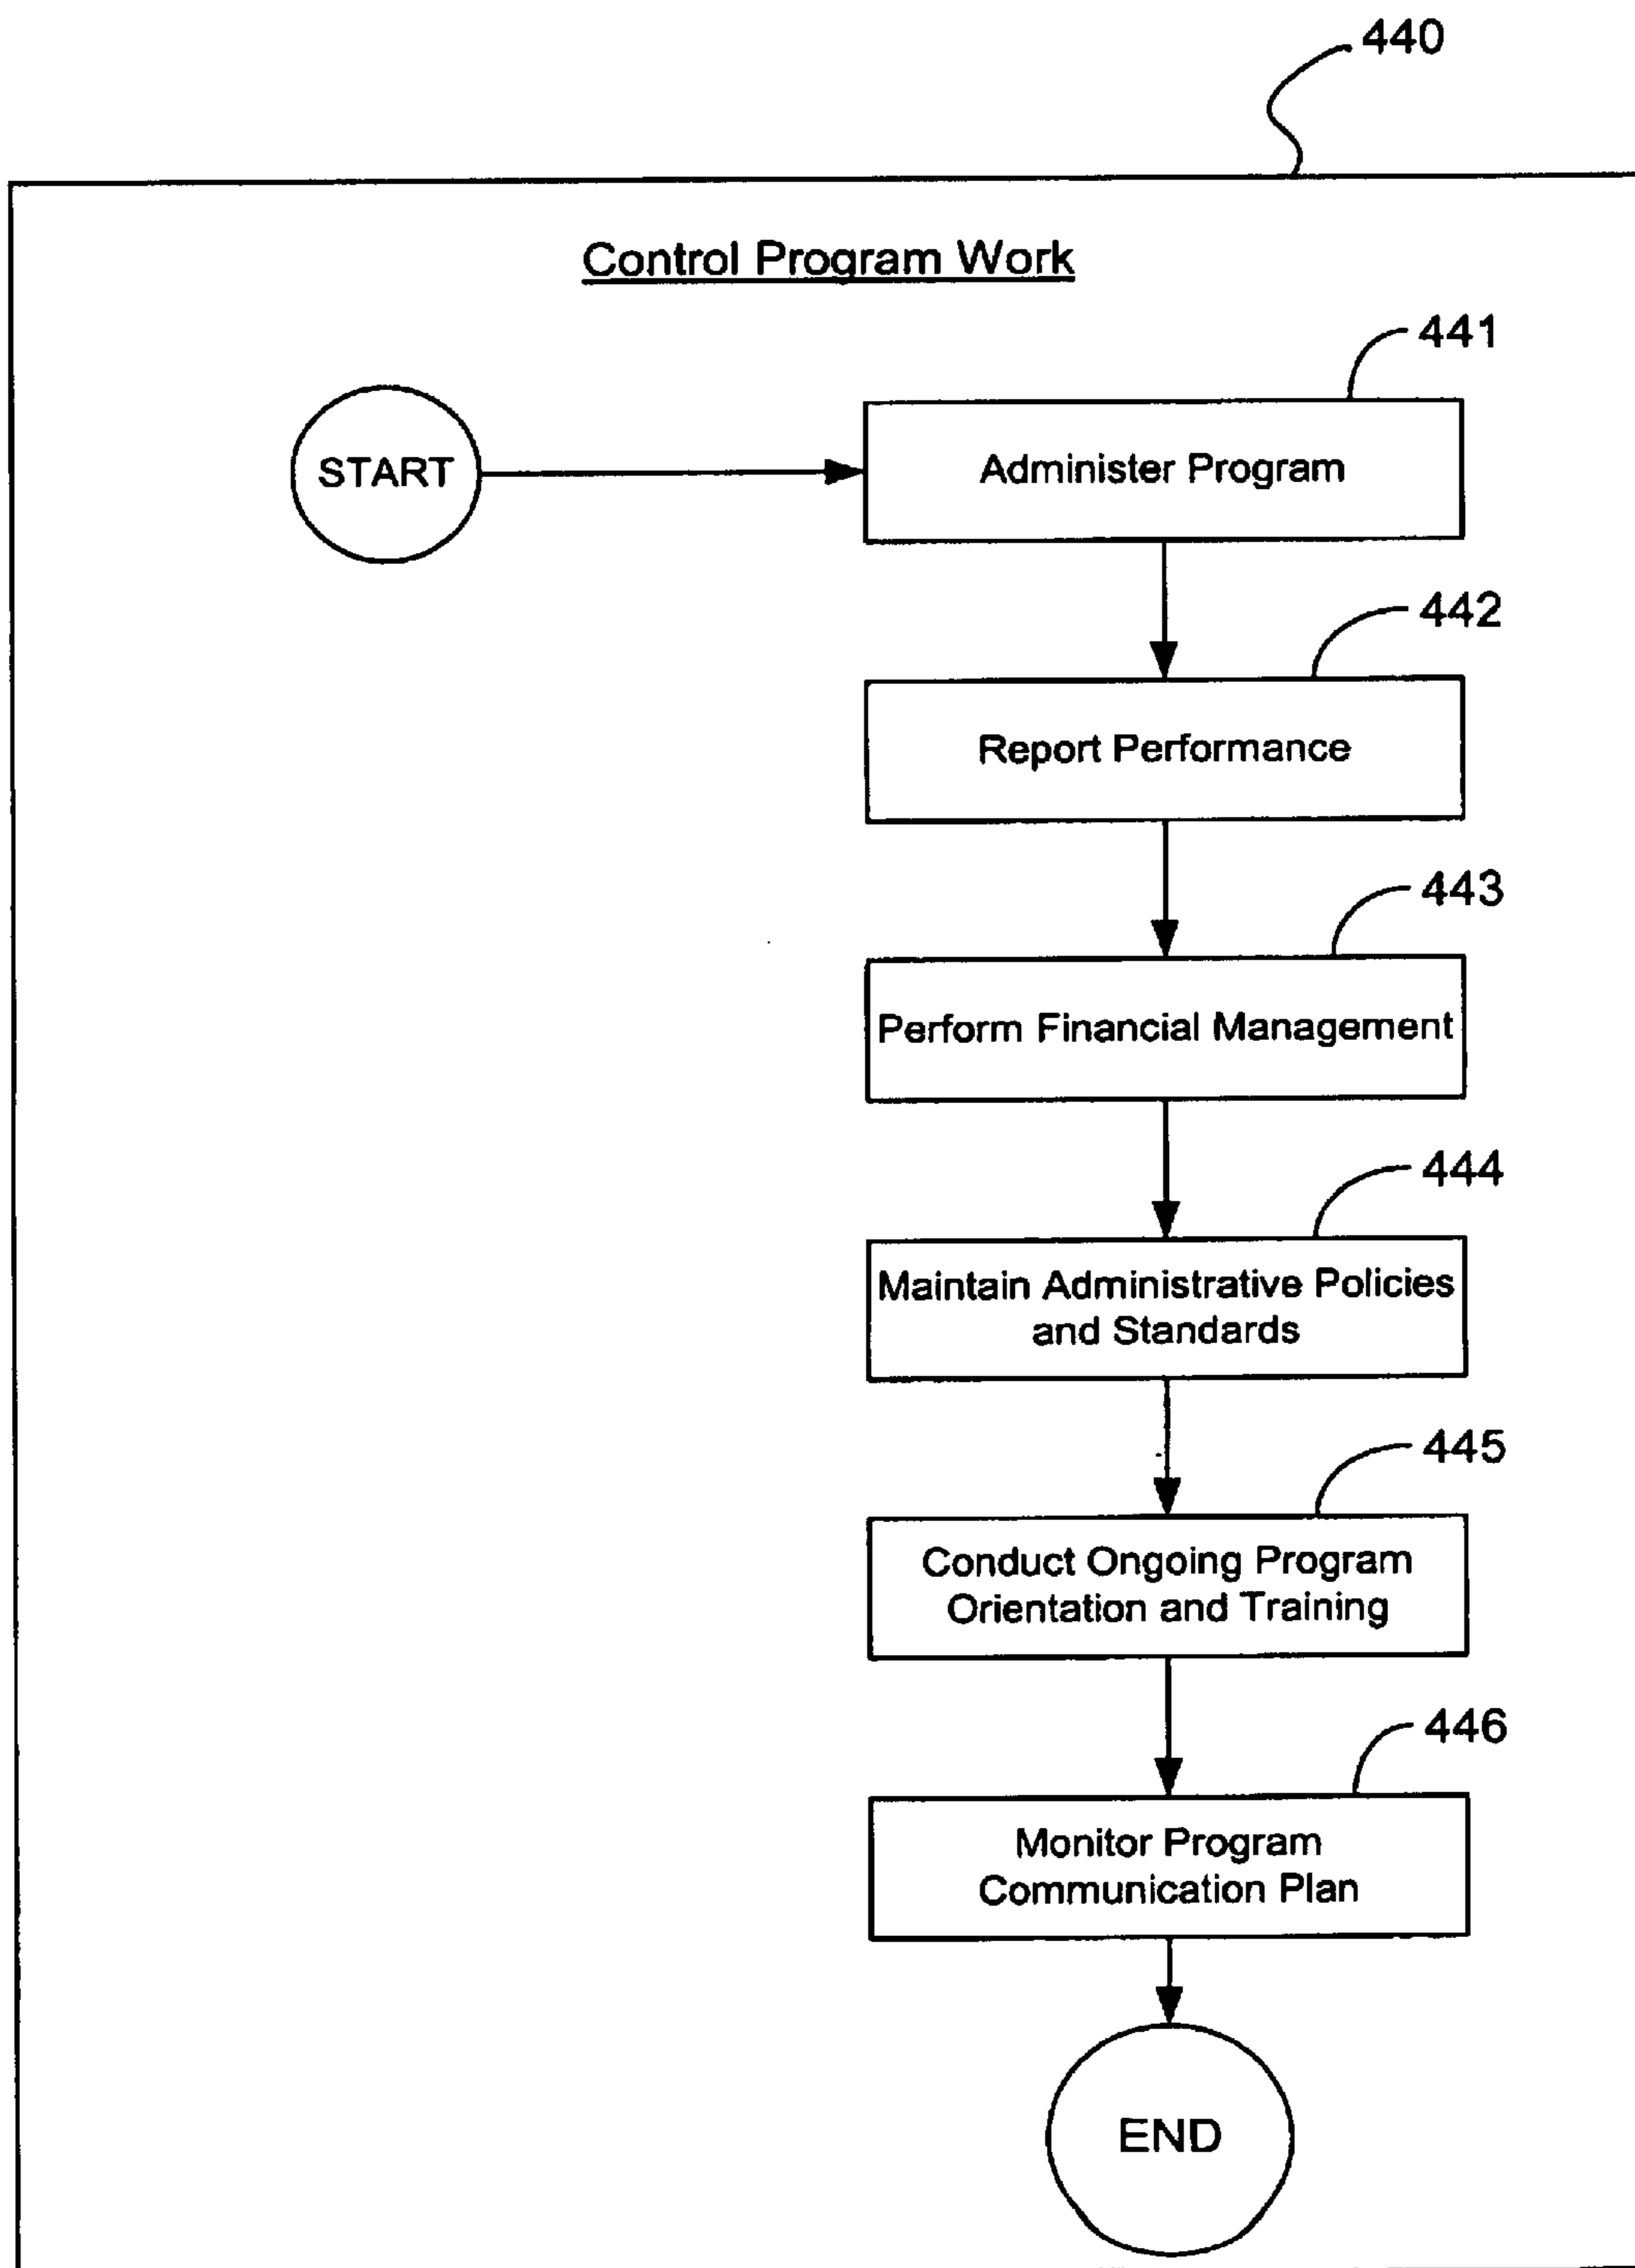 440
Control Program Work
441
START
Administer Program
442
Report Performance
443
Perform Financial Management
444
Maintain Administrative Policies
and Standards
445
Conduct Ongoing Program
Orientation and Training
446
Monitor Program
Communication Plan
END